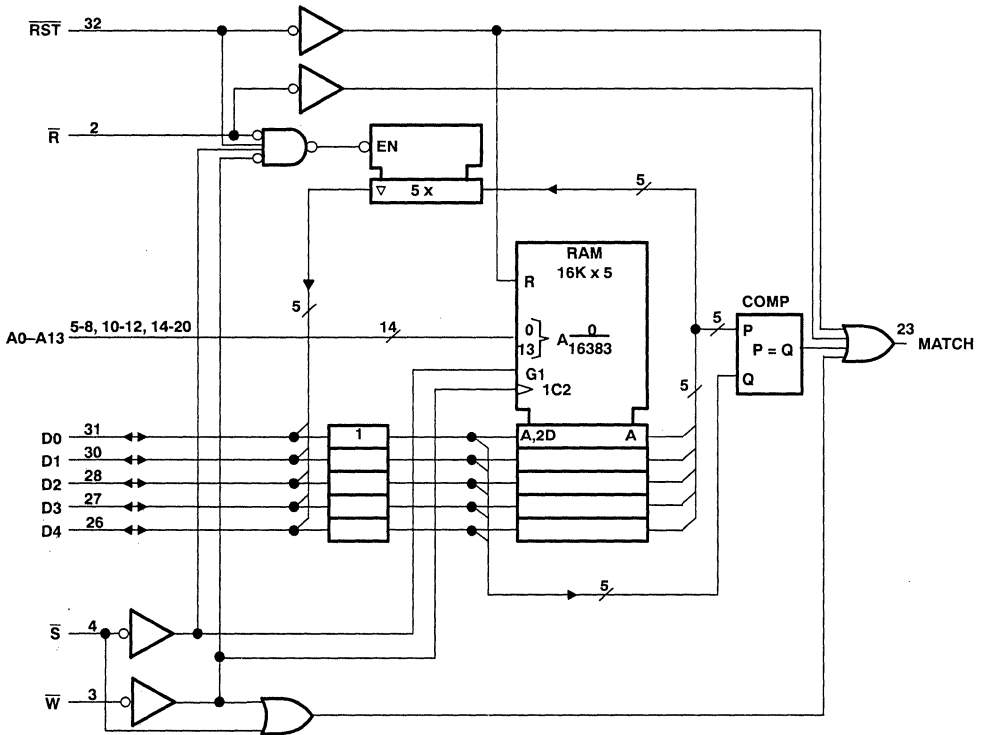 R̅S̅T̅ 32
R̅ 2
EN
5 x
5
RAM
16K x 5
R
5
COMP
5
P
P = Q
Q
23
MATCH
A0–A13 5-8, 10-12, 14-20
14
0
13
A 0
16383
G1
1C2
5
D0 31
1
A,2D
A
D1 30
D2 28
D3 27
D4 26
5
S̅ 4
W̅ 3